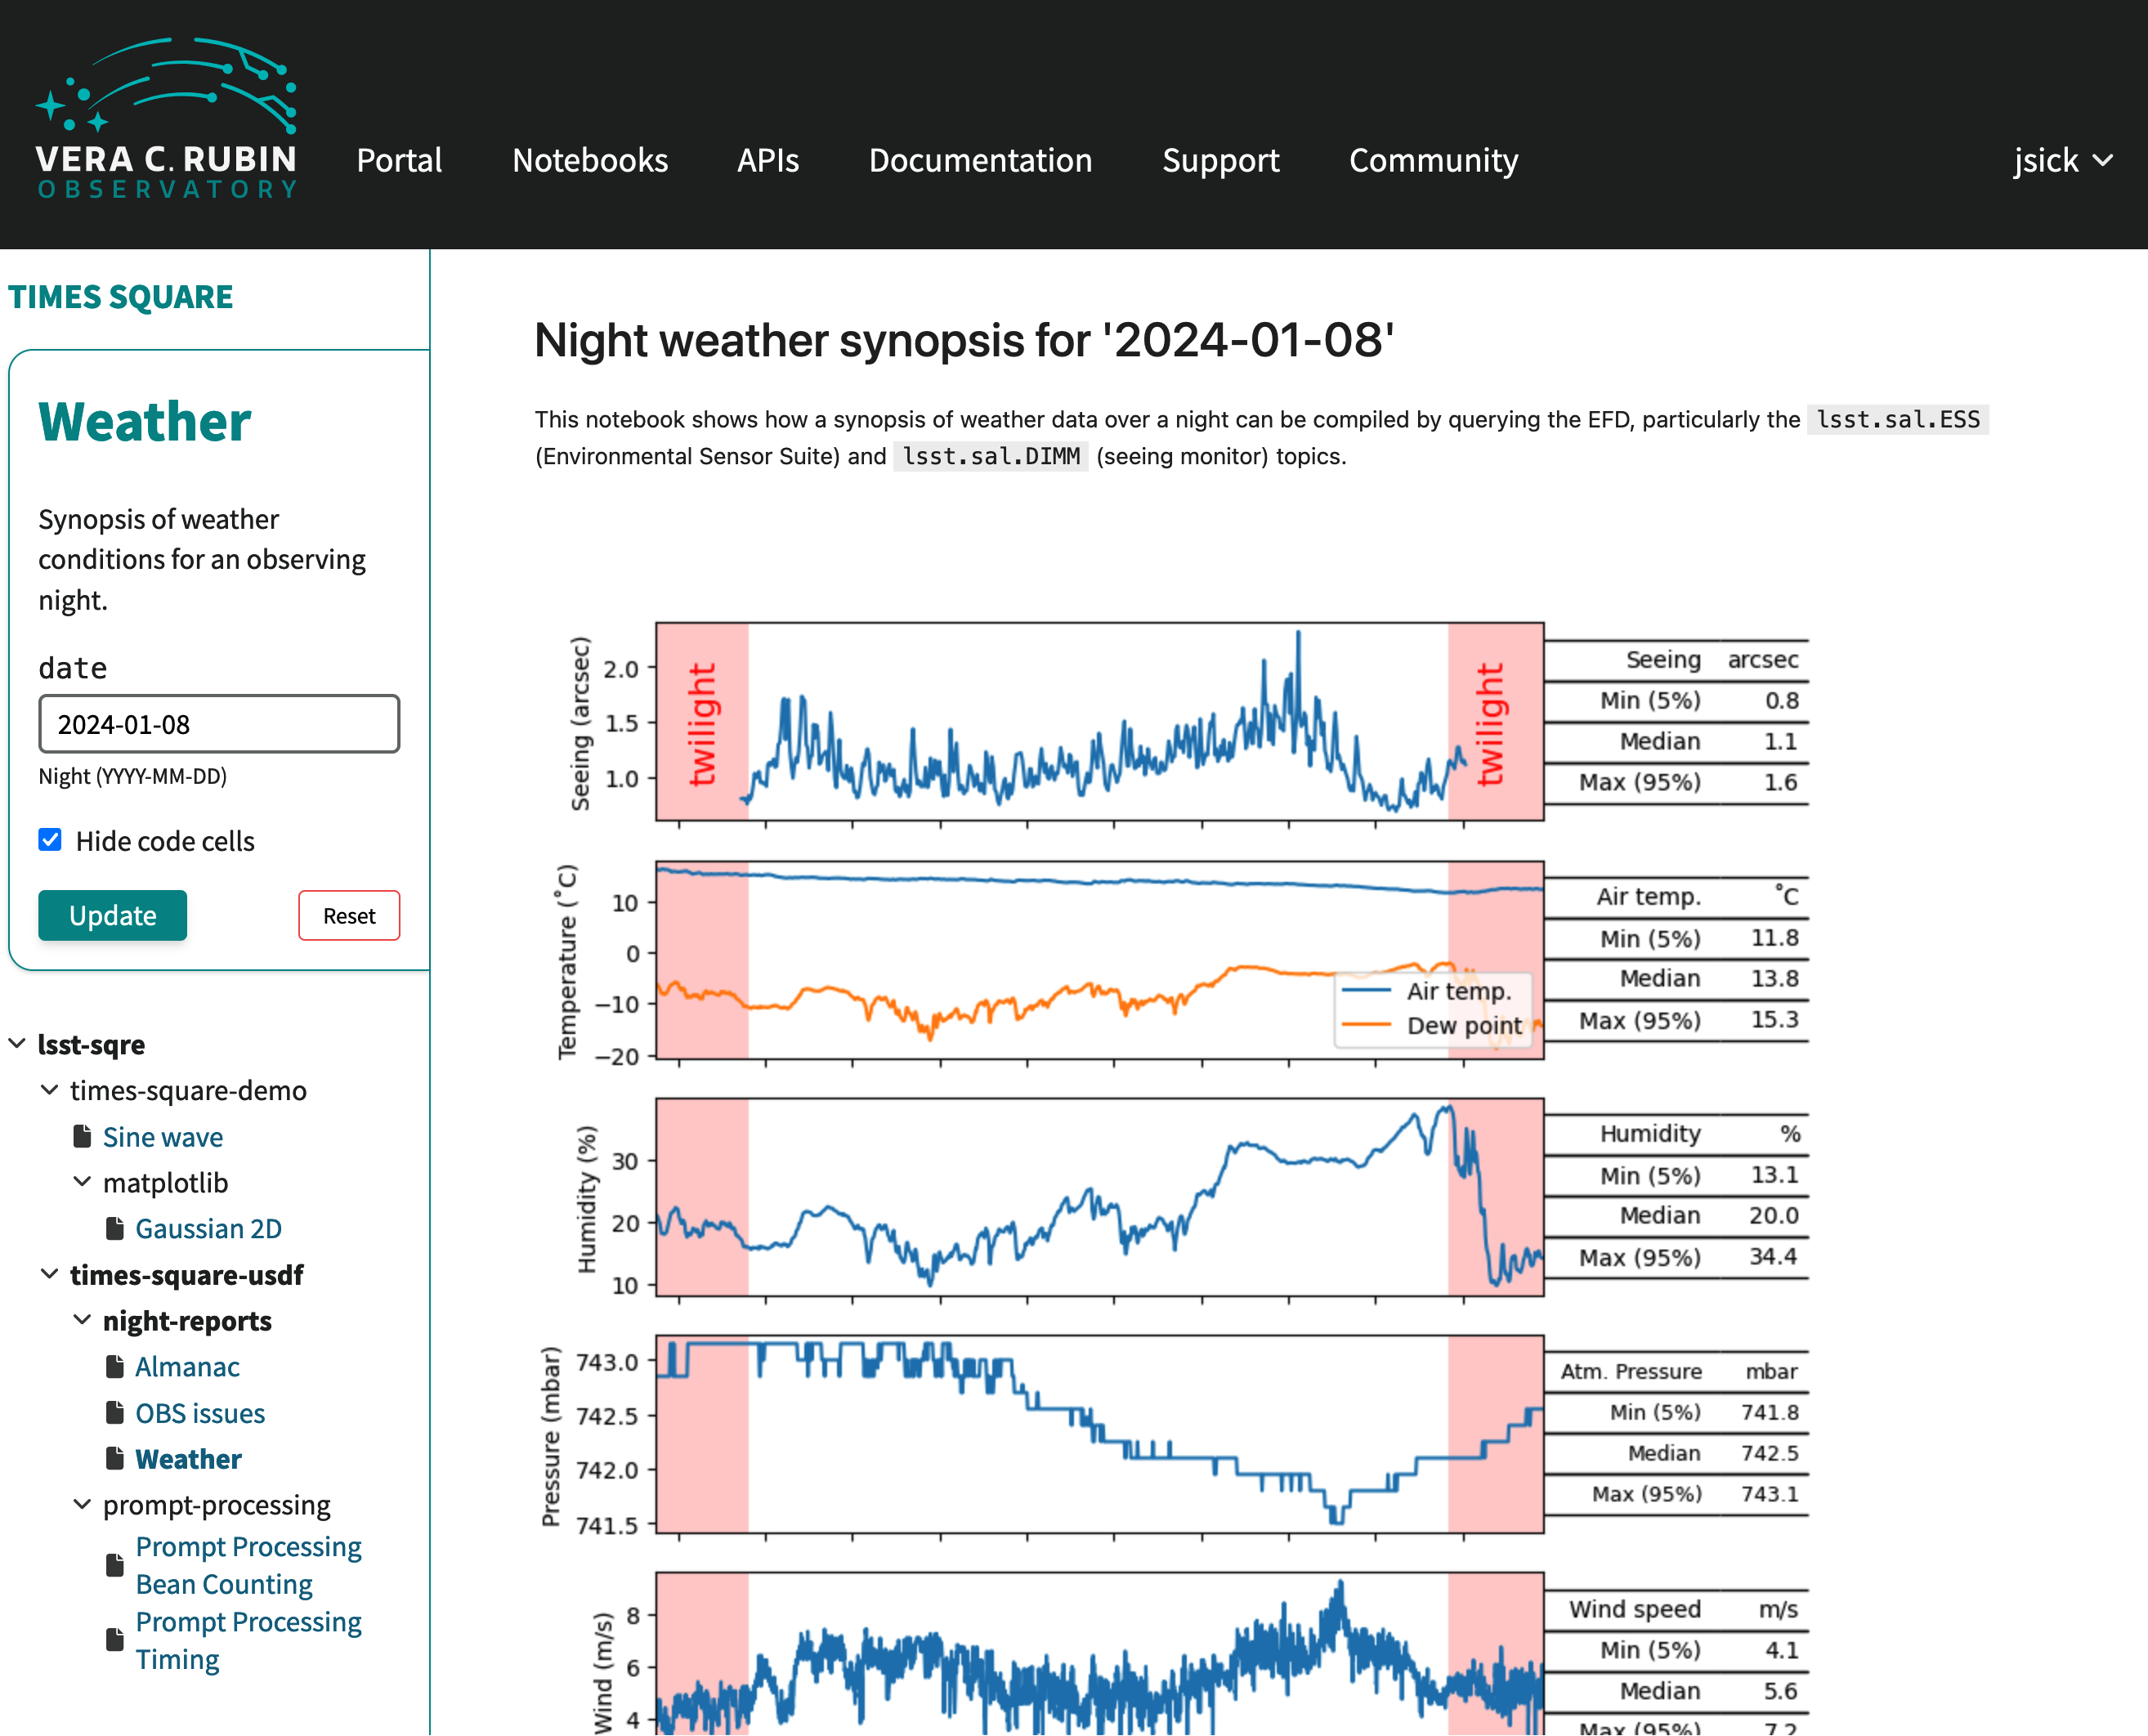 VERA C. RUBIN
OBSERVATORY
Portal
Notebooks
APIs
Documentation
Support
Community
jsick
TIMES SQUARE
Weather
Synopsis of weather
conditions for an observing
night.
date
2024-01-08
Night (YYYY-MM-DD)
Hide code cells
Update
Reset
lsst-sqre
times-square-demo
Sine wave
matplotlib
Gaussian 2D
times-square-usdf
night-reports
Almanac
OBS issues
Weather
prompt-processing
Prompt Processing
Bean Counting
Prompt Processing
Timing
Night weather synopsis for '2024-01-08'
This notebook shows how a synopsis of weather data over a night can be compiled by querying the EFD, particularly the lsst.sal.ESS
(Environmental Sensor Suite) and lsst.sal.DIMM (seeing monitor) topics.
Seeing (arcsec)
2.0
1.5
1.0
twilight
twilight
Seeing arcsec
Min (5%) 0.8
Median 1.1
Max (95%) 1.6
Temperature (˚C)
10
0
−10
−20
Air temp.
Dew point
Air temp. ˚C
Min (5%) 11.8
Median 13.8
Max (95%) 15.3
Humidity (%)
30
20
10
Humidity %
Min (5%) 13.1
Median 20.0
Max (95%) 34.4
Pressure (mbar)
743.0
742.5
742.0
741.5
Atm. Pressure mbar
Min (5%) 741.8
Median 742.5
Max (95%) 743.1
Wind (m/s)
8
6
4
Wind speed m/s
Min (5%) 4.1
Median 5.6
Max (95%) 7.2